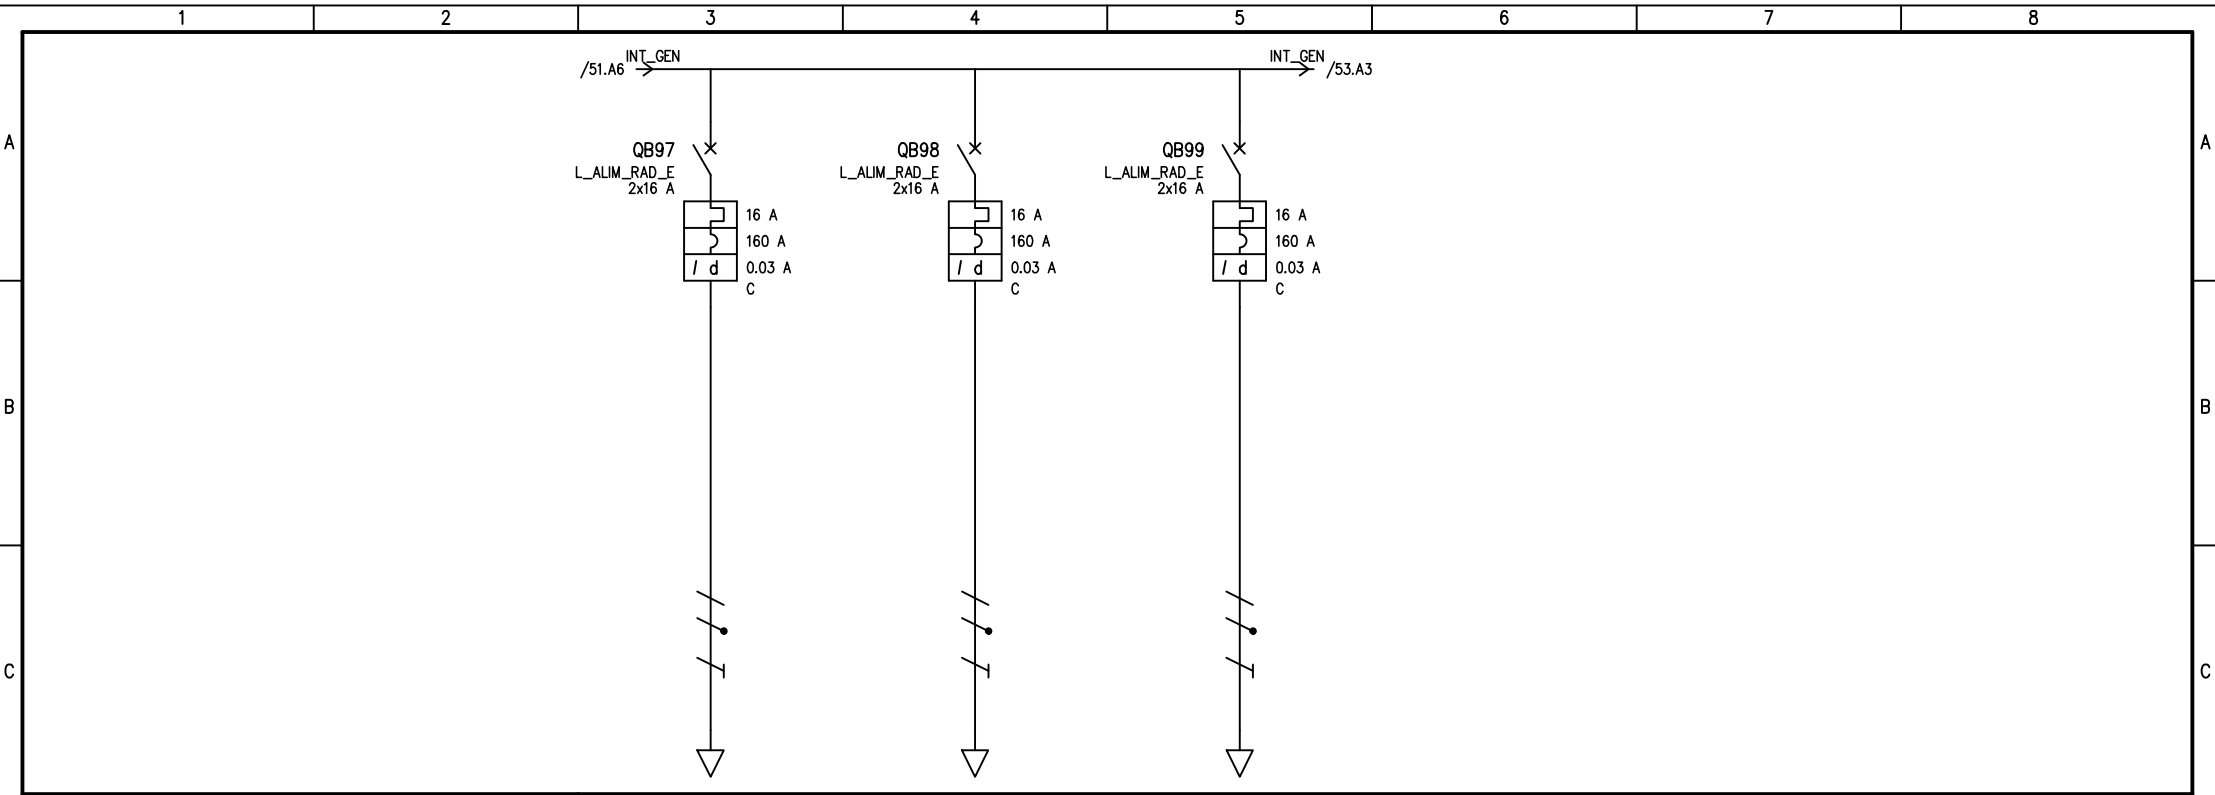 1 2 3 4 5 6 7 8
INT_GEN INT_GEN
/51.A6 /53.A3
A A
QB97 QB98 QB99
L_ALIM_RAD_E L_ALIM_RAD_E L_ALIM_RAD_E
2x16 A 2x16 A 2x16 A
16 A 16 A 16 A
160 A 160 A 160 A
I d 0.03 A I d 0.03 A I d 0.03 A
C C C
B B
C C